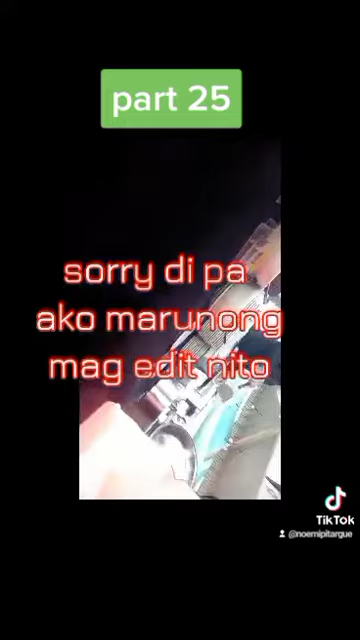 part 25
sorry di pa
ako marunong
mag edit nito
TikTok
@noemipitargue